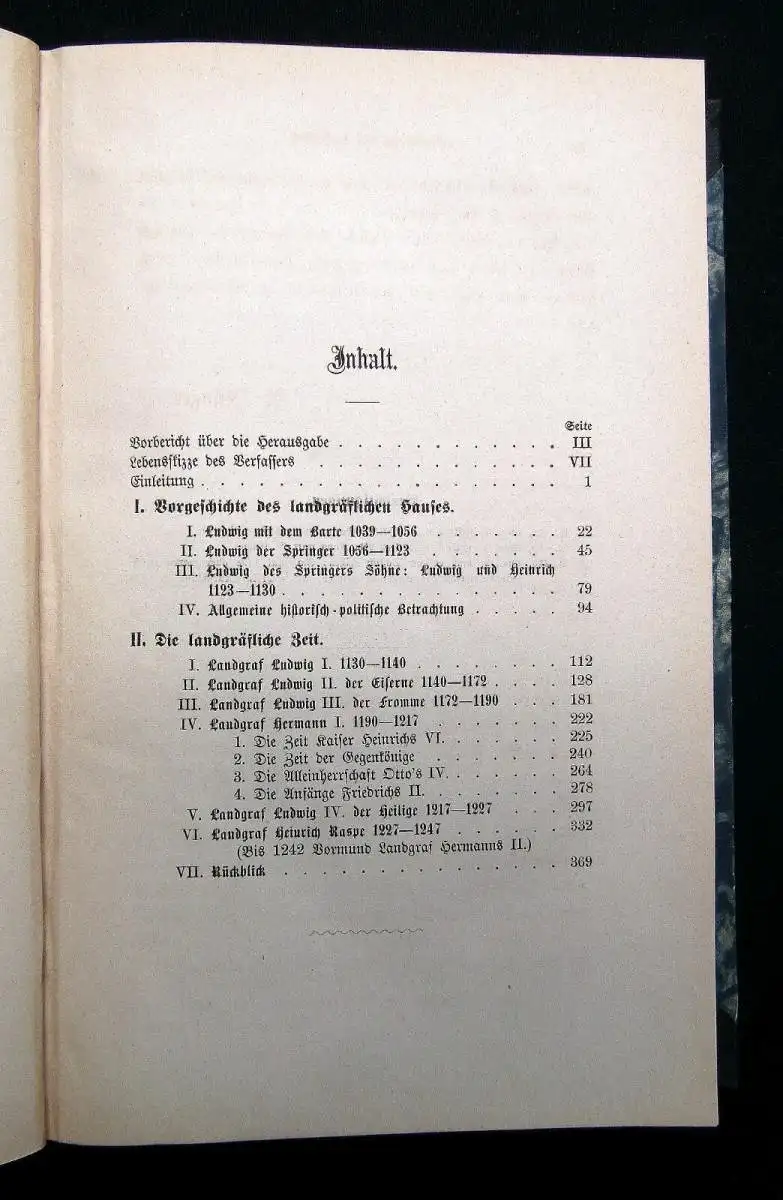 Inhalt.
Seite
Vorbericht über die Herausgabe . . . . . . . . . . . . III
Lebensskizze des Verfassers . . . . . . . . . . . . VII
Einleitung . . . . . . . . . . . . . . . . . . 1
I. Vorgeschichte des landgräflichen Hauses.
I. Ludwig mit dem Barte 1039—1056 . . . . . . . 22
II. Ludwig der Springer 1056—1123 . . . . . . . 45
III. Ludwig des Springers Söhne: Ludwig und Heinrich
1123—1130 . . . . . . . . . . . . . . . 79
IV. Allgemeine historisch-politische Betrachtung . . . . . 94
II. Die landgräfliche Zeit.
I. Landgraf Ludwig I. 1130—1140 . . . . . . . . 112
II. Landgraf Ludwig II. der Eiserne 1140—1172 . . . . 128
III. Landgraf Ludwig III. der Fromme 1172—1190 . . . 181
IV. Landgraf Hermann I. 1190—1217 . . . . . . . 222
1. Die Zeit Kaiser Heinrichs VI. . . . . . . 225
2. Die Zeit der Gegenkönige . . . . . . . 240
3. Die Alleinherrschaft Otto's IV. . . . . . . 264
4. Die Anfänge Friedrichs II. . . . . . . . 278
V. Landgraf Ludwig IV. der Heilige 1217—1227 . . . 297
VI. Landgraf Heinrich Raspe 1227—1247 . . . . . . 332
(Bis 1242 Vormund Landgraf Hermanns II.)
VII. Rückblick . . . . . . . . . . . . . . . 369